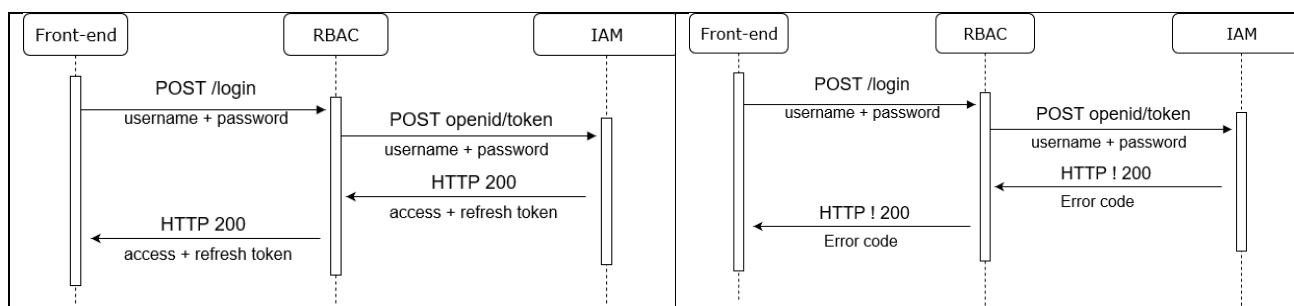 Front-end
RBAC
IAM
POST /login
username + password
POST openid/token
username + password
HTTP 200
access + refresh token
HTTP 200
access + refresh token
Front-end
RBAC
IAM
POST /login
username + password
POST openid/token
username + password
HTTP ! 200
Error code
HTTP ! 200
Error code